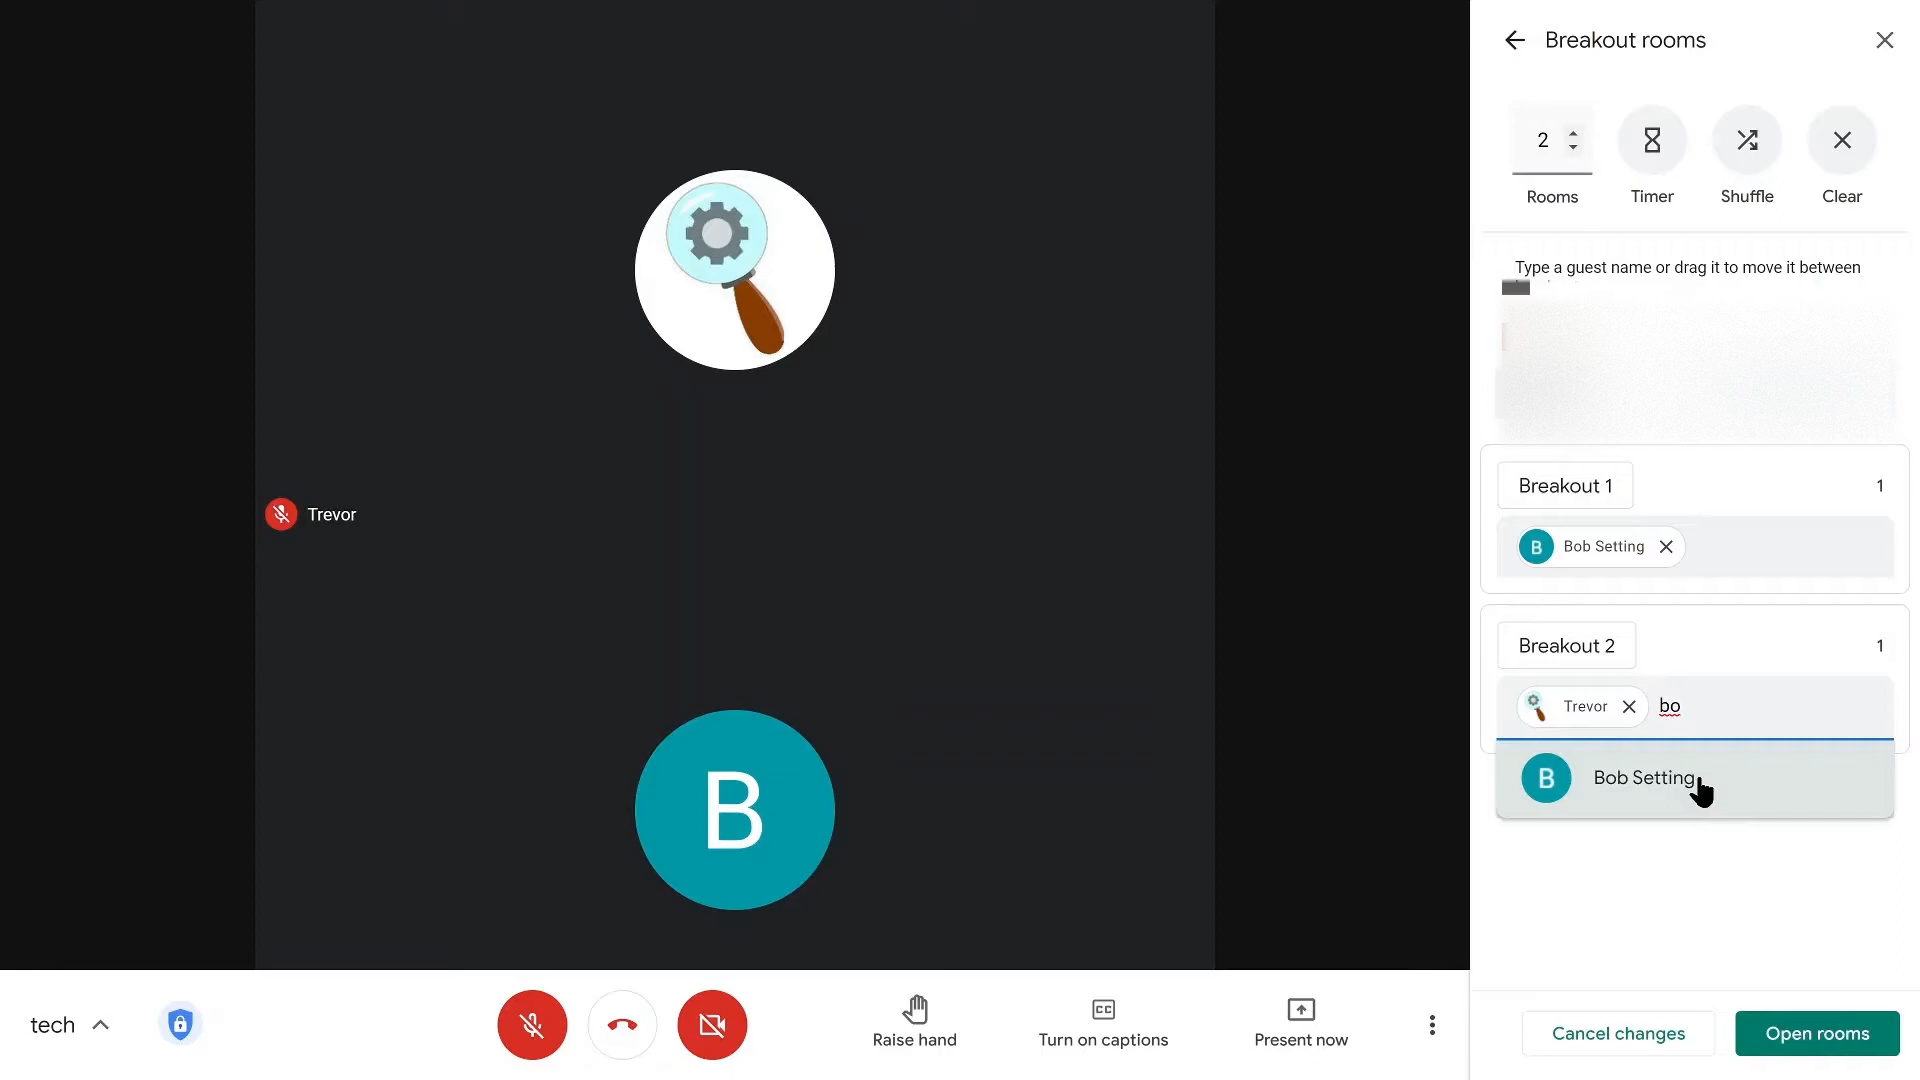 Breakout rooms
2
Rooms
Timer
Shuffle
Clear
Type a guest name or drag it to move it between
Breakout 1
1
B
Bob Setting
Breakout 2
1
Trevor
bo
B
Bob Setting
Trevor
B
tech
CC
Raise hand
Turn on captions
Present now
Cancel changes
Open rooms